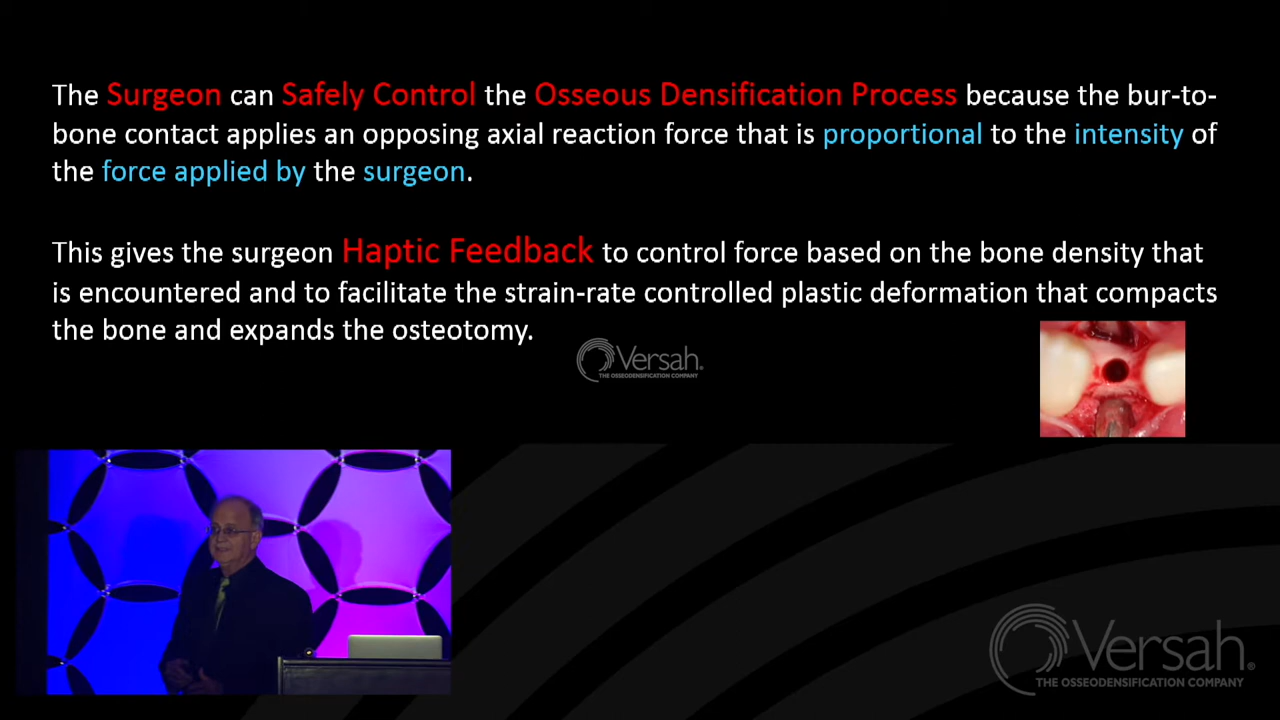 The Surgeon can Safely Control the Osseous Densification Process because the bur-to-
bone contact applies an opposing axial reaction force that is proportional to the intensity of
the force applied by the surgeon.
This gives the surgeon Haptic Feedback to control force based on the bone density that
is encountered and to facilitate the strain-rate controlled plastic deformation that compacts
the bone and expands the osteotomy.
Versah®
THE OSSEODENSIFICATION COMPANY
Versah®
THE OSSEODENSIFICATION COMPANY